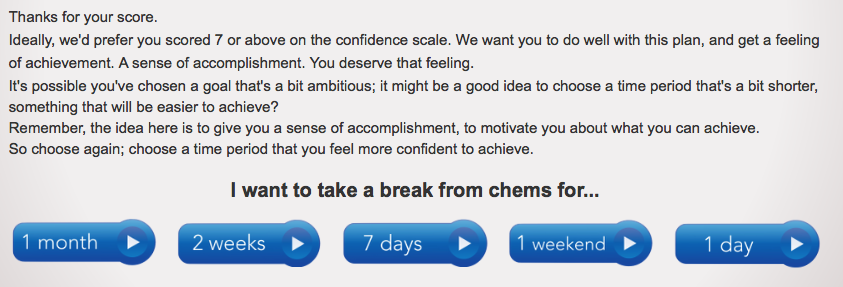 Thanks for your score.
Ideally, we'd prefer you scored 7 or above on the confidence scale. We want you to do well with this plan, and get a feeling
of achievement. A sense of accomplishment. You deserve that feeling.
It's possible you've chosen a goal that's a bit ambitious; it might be a good idea to choose a time period that's a bit shorter,
something that will be easier to achieve?
Remember, the idea here is to give you a sense of accomplishment, to motivate you about what you can achieve.
So choose again; choose a time period that you feel more confident to achieve.
I want to take a break from chems for...
1 month
2 weeks
7 days
1 weekend
1 day